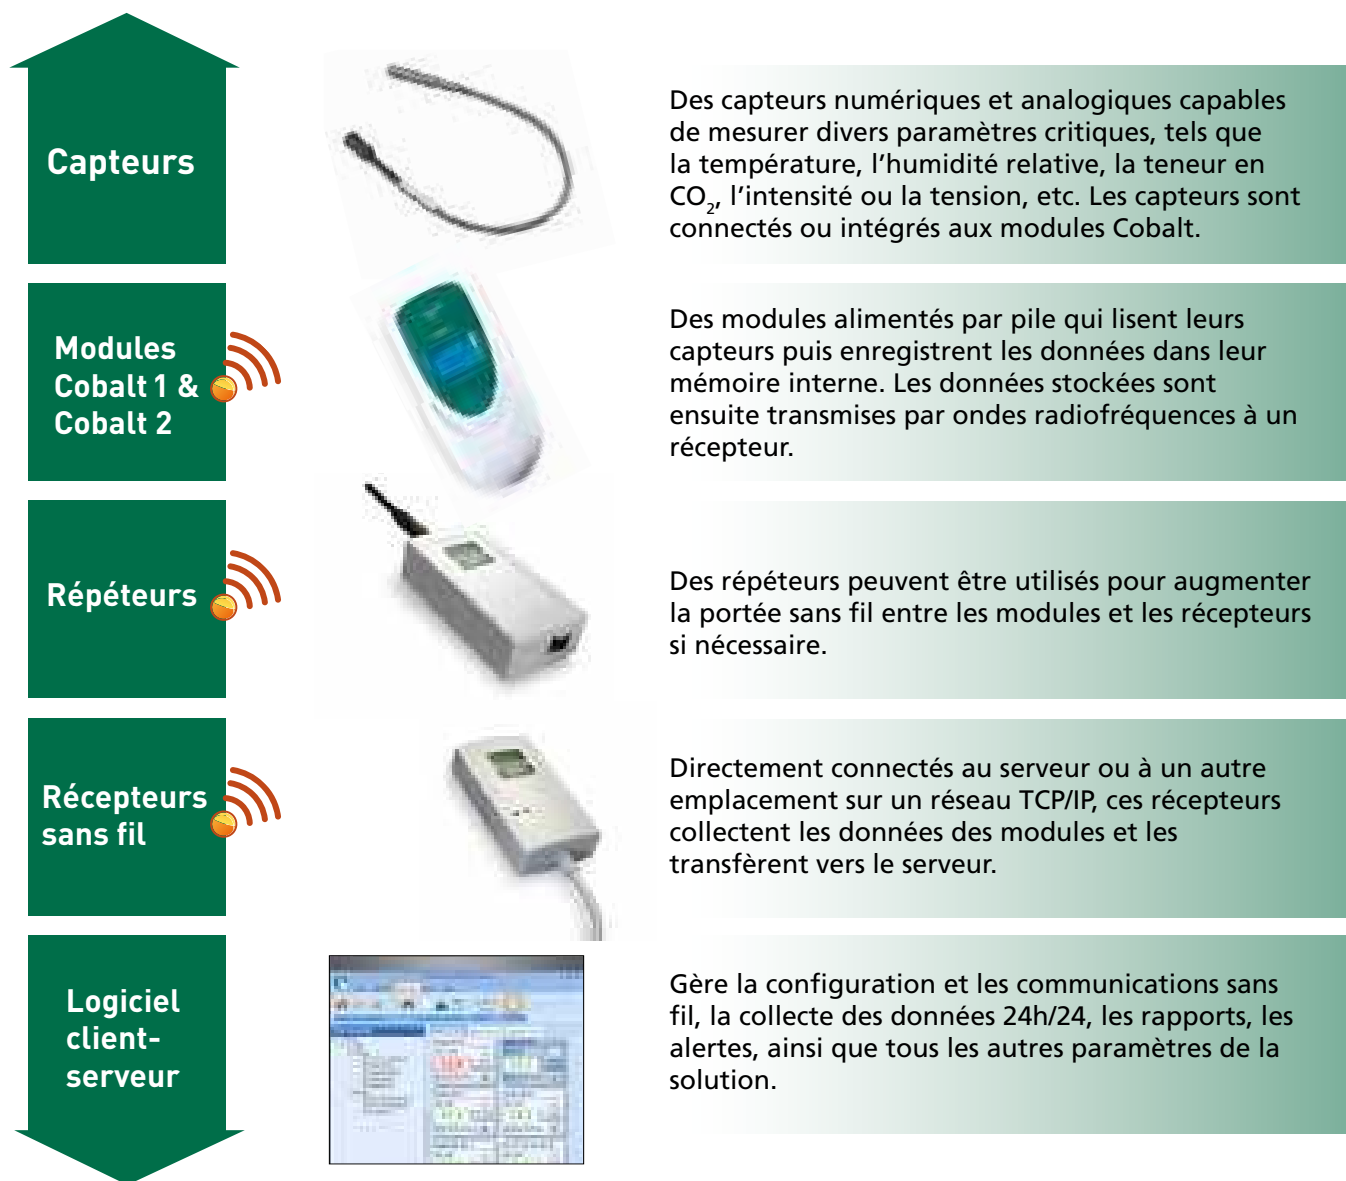 Capteurs
Des capteurs numériques et analogiques capables
de mesurer divers paramètres critiques, tels que
la température, l’humidité relative, la teneur en
CO₂, l’intensité ou la tension, etc. Les capteurs sont
connectés ou intégrés aux modules Cobalt.
Modules
Cobalt 1 &
Cobalt 2
Des modules alimentés par pile qui lisent leurs
capteurs puis enregistrent les données dans leur
mémoire interne. Les données stockées sont
ensuite transmises par ondes radiofréquences à un
récepteur.
Répéteurs
Des répéteurs peuvent être utilisés pour augmenter
la portée sans fil entre les modules et les récepteurs
si nécessaire.
Récepteurs
sans fil
Directement connectés au serveur ou à un autre
emplacement sur un réseau TCP/IP, ces récepteurs
collectent les données des modules et les
transfèrent vers le serveur.
Logiciel
client-
serveur
Gère la configuration et les communications sans
fil, la collecte des données 24h/24, les rapports, les
alertes, ainsi que tous les autres paramètres de la
solution.